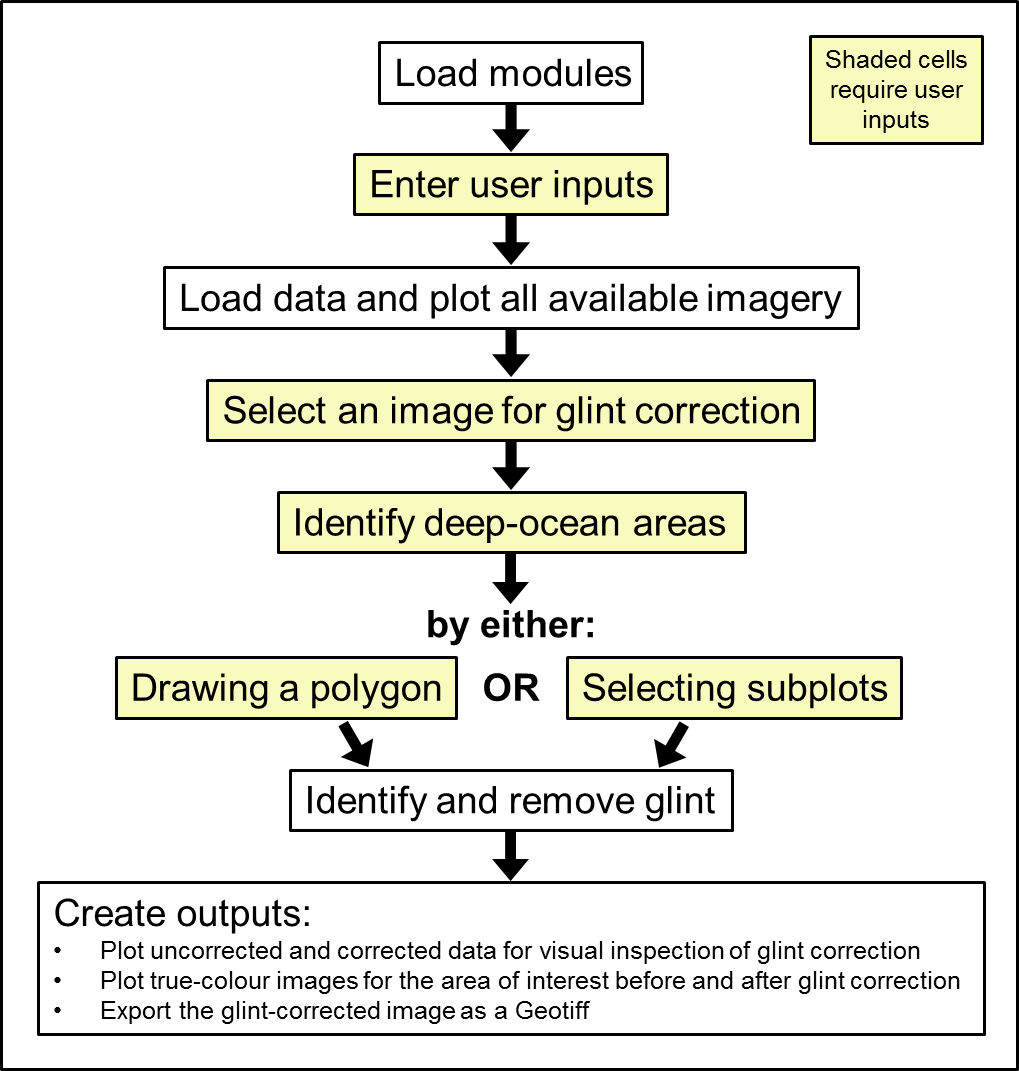 Load modules
Shaded cells
require user
inputs
Enter user inputs
Load data and plot all available imagery
Select an image for glint correction
Identify deep-ocean areas
by either:
Drawing a polygon
OR
Selecting subplots
Identify and remove glint
Create outputs:
• Plot uncorrected and corrected data for visual inspection of glint correction
• Plot true-colour images for the area of interest before and after glint correction
• Export the glint-corrected image as a Geotiff